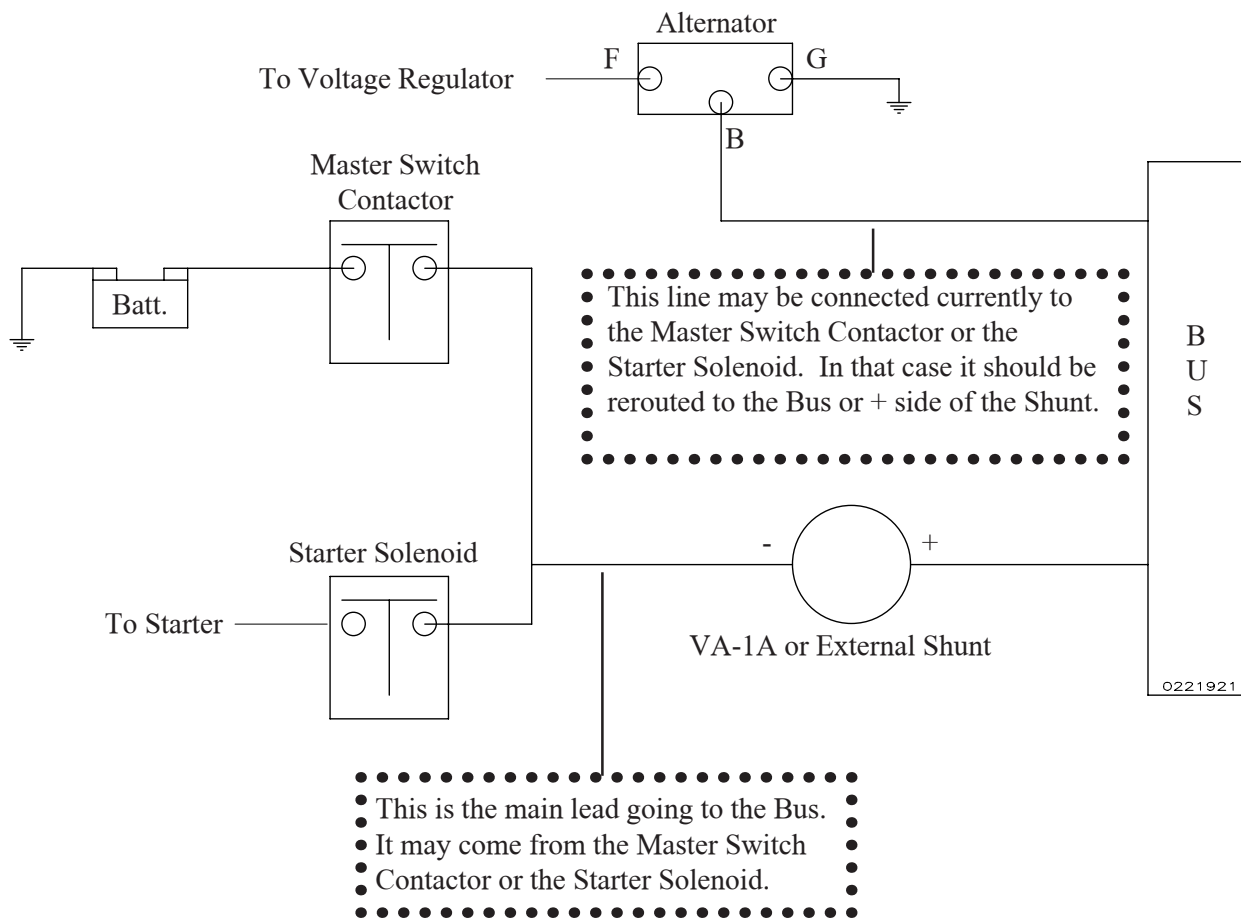 Alternator
F
G
To Voltage Regulator
B
Master Switch
Contactor
Batt.
This line may be connected currently to
the Master Switch Contactor or the
Starter Solenoid.  In that case it should be
rerouted to the Bus or + side of the Shunt.
B
U
S
-
+
Starter Solenoid
To Starter
VA-1A or External Shunt
0221921
This is the main lead going to the Bus.
It may come from the Master Switch
Contactor or the Starter Solenoid.